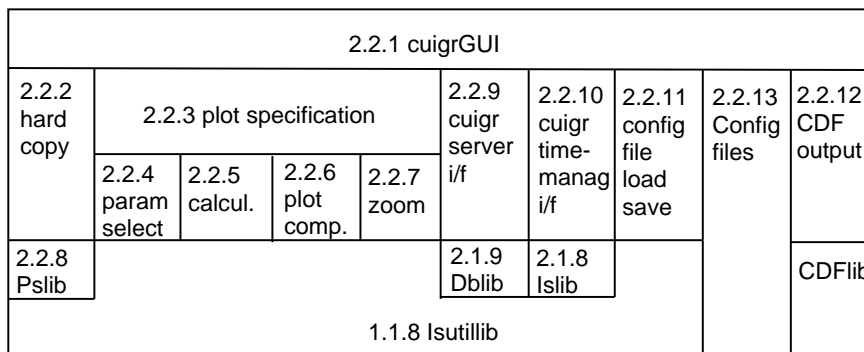 2.2.1 cuigrGUI
2.2.2
hard
copy
2.2.3 plot specification
2.2.4
param
select
2.2.5
calcul.
2.2.6
plot
comp.
2.2.7
zoom
2.2.9
cuigr
server
i/f
2.2.10
cuigr
time-
manag
i/f
2.2.11
config
file
load
save
2.2.13
Config
files
2.2.12
CDF
output
2.2.8
Pslib
2.1.9
Dblib
2.1.8
Islib
CDFlib
1.1.8 Isutillib